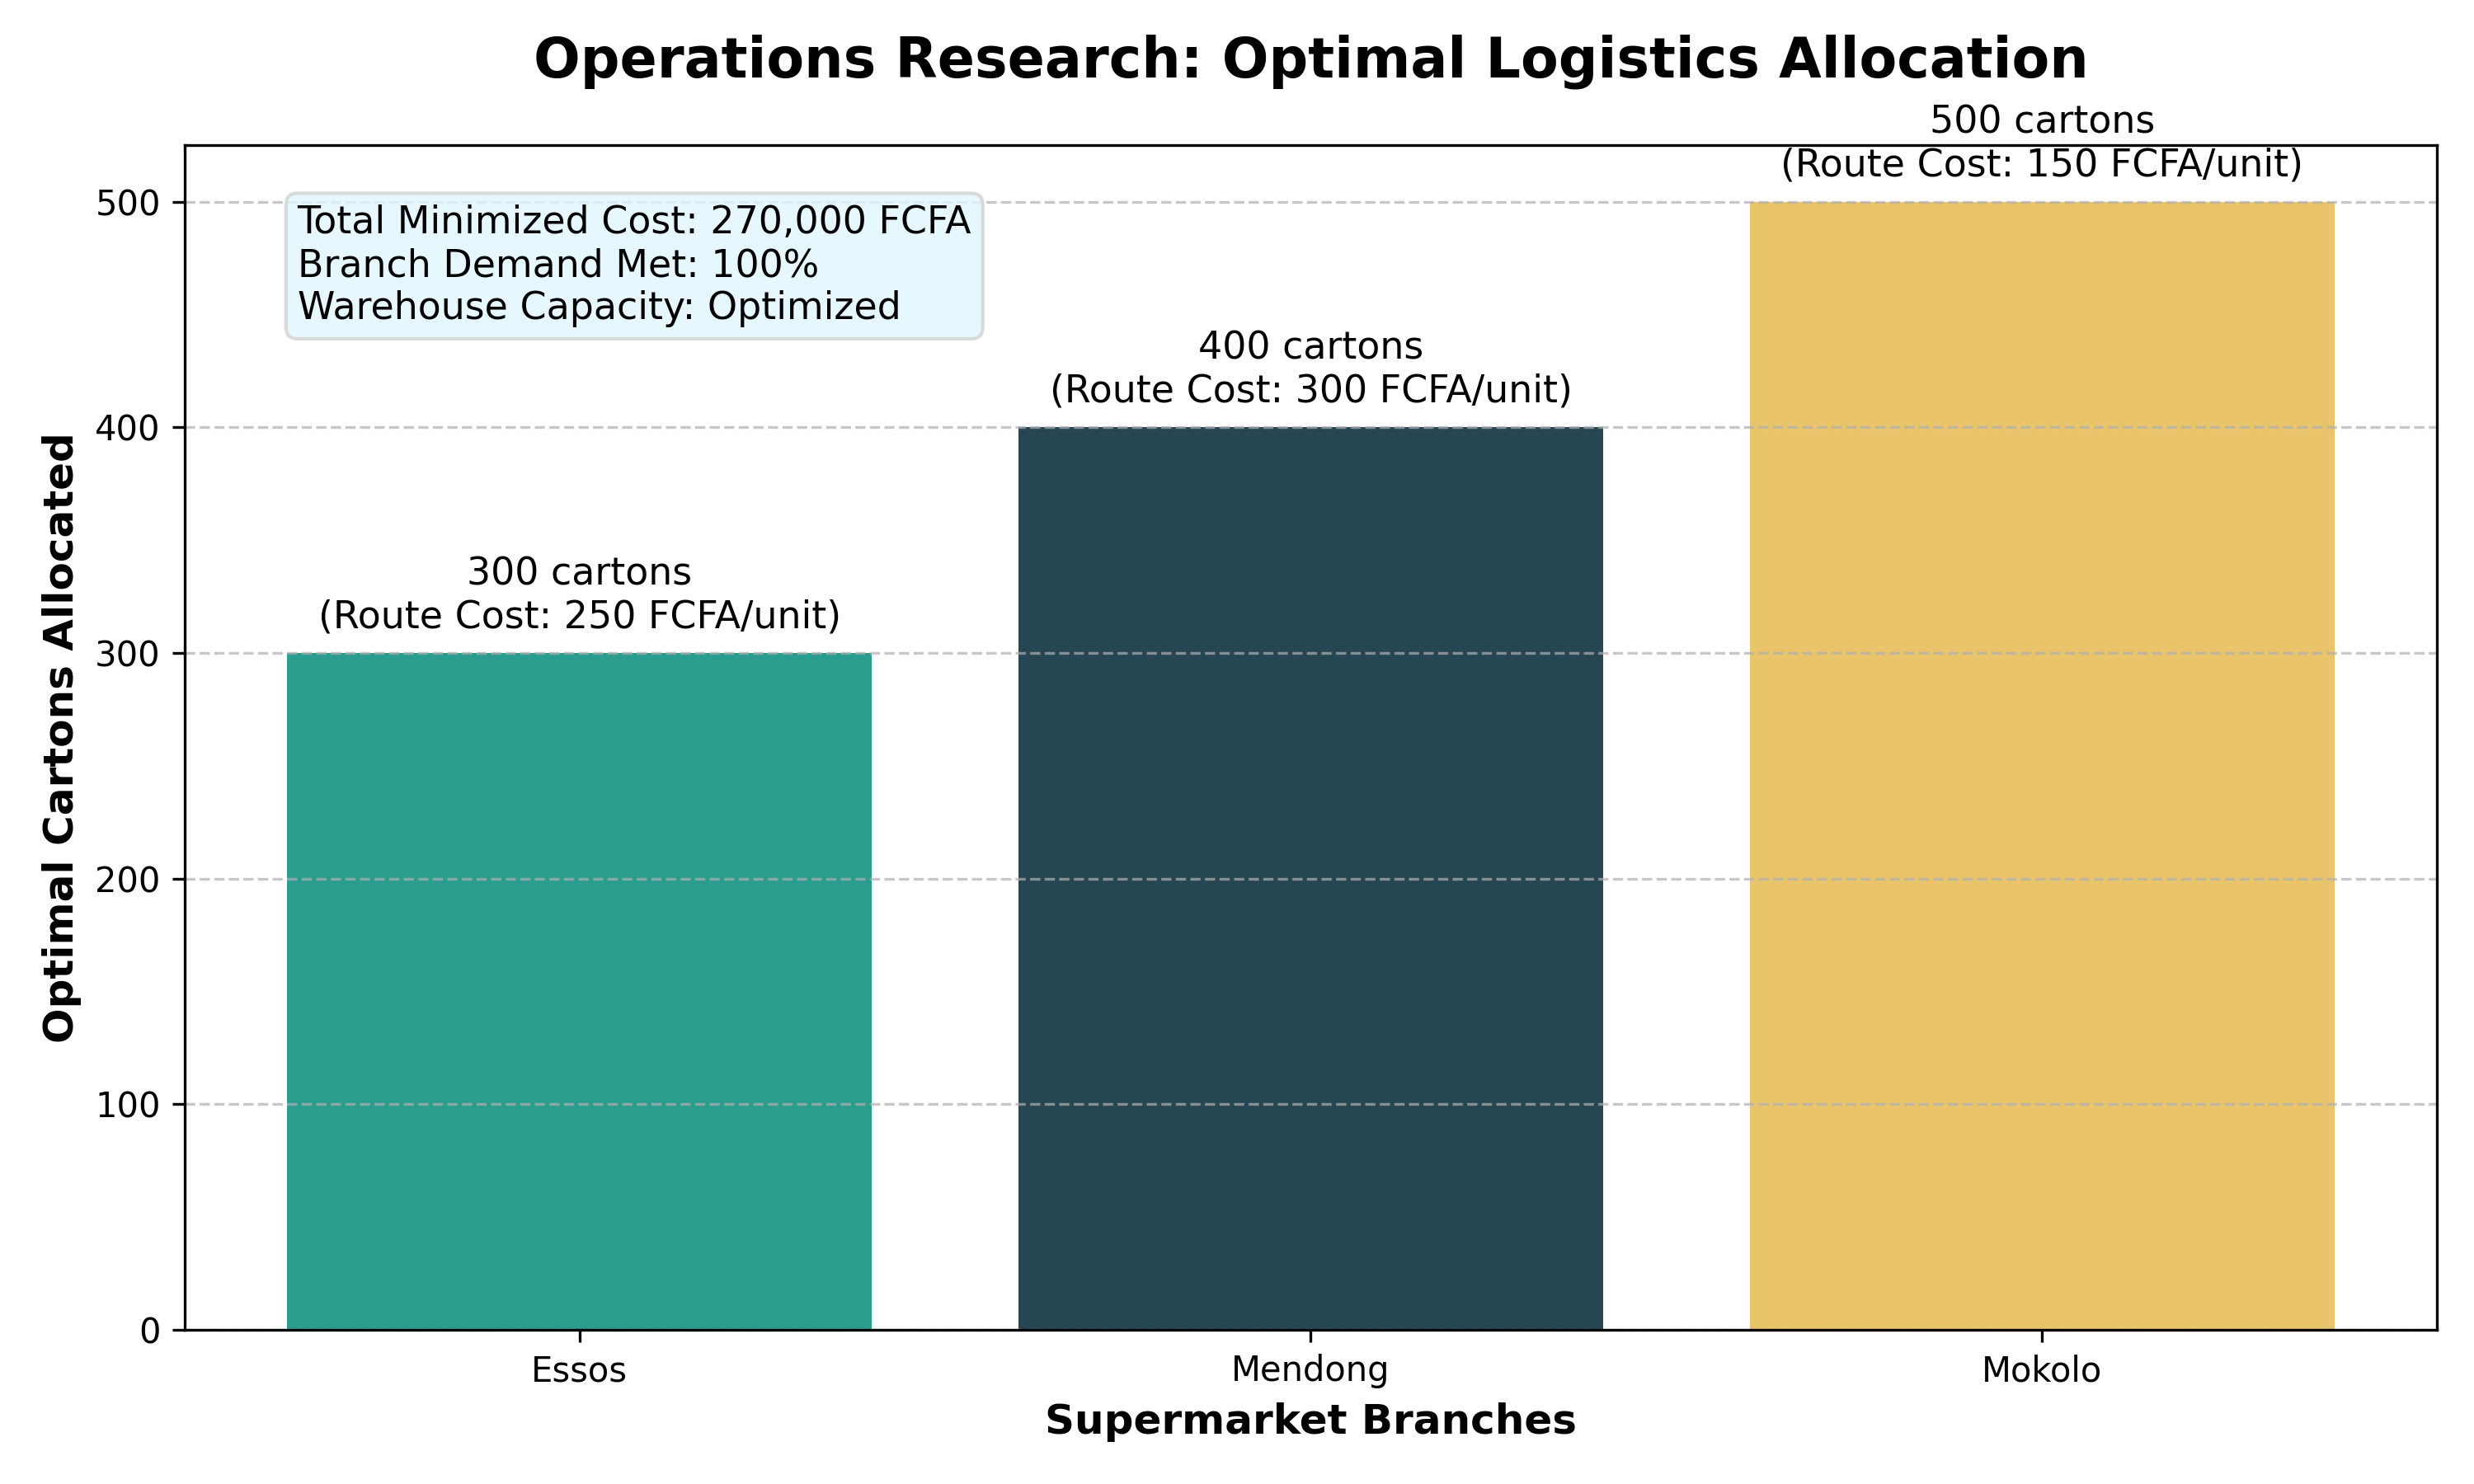 Operations Research: Optimal Logistics Allocation
500 cartons
(Route Cost: 150 FCFA/unit)
Total Minimized Cost: 270,000 FCFA
Branch Demand Met: 100%
Warehouse Capacity: Optimized
400 cartons
(Route Cost: 300 FCFA/unit)
300 cartons
(Route Cost: 250 FCFA/unit)
Optimal Cartons Allocated
500
400
300
200
100
0
Essos
Mendong
Mokolo
Supermarket Branches